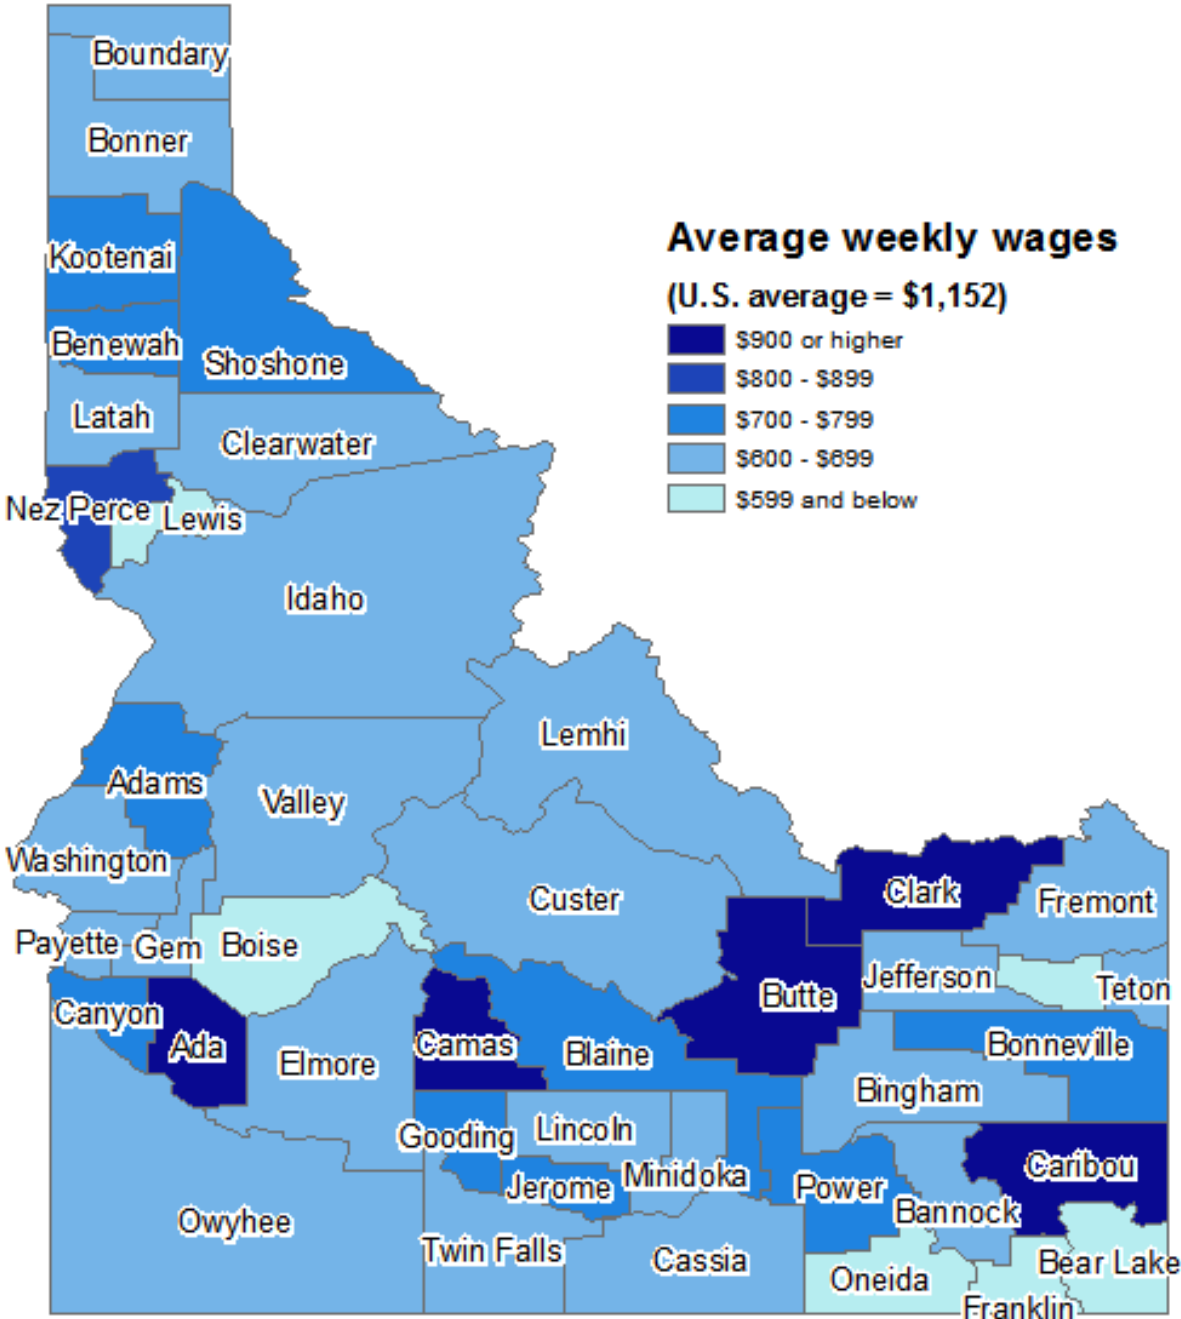 Boundary
Bonner
Average weekly wages
Kootenai
(U.S. average = $1,152)
$900 or higher
Benewah
Shoshone
$800 - $899
Latah
$700 - $799
Clearwater
$600 - $699
Nez Perce
Lewis
$599 and below
Idaho
Lemhi
Adams
Valley
Washington
Custer
Clark
Fremont
Payette
Gem
Boise
Jefferson
Teton
Butte
Canyon
Ada
Camas
Blaine
Bonneville
Elmore
Bingham
Gooding
Lincoln
Caribou
Minidoka
Jerome
Power
Bannock
Owyhee
Twin Falls
Cassia
Bear Lake
Oneida
Franklin